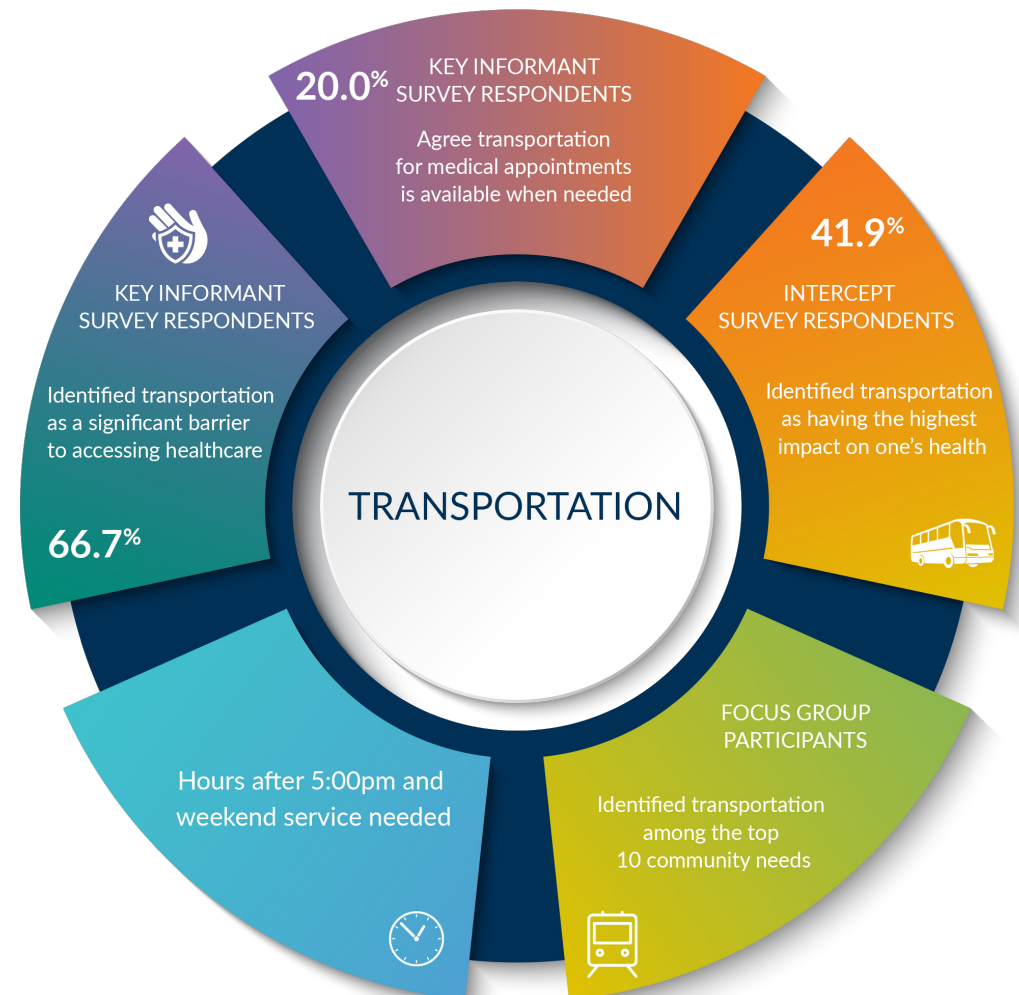 20.0%
KEY INFORMANT
SURVEY RESPONDENTS
Agree transportation
for medical appointments
is available when needed
41.9%
INTERCEPT
SURVEY RESPONDENTS
Identified transportation
as having the highest
impact on one's health
FOCUS GROUP
PARTICIPANTS
Identified transportation
among the top
10 community needs
Hours after 5:00pm and
weekend service needed
KEY INFORMANT
SURVEY RESPONDENTS
Identified transportation
as a significant barrier
to accessing healthcare
66.7%
TRANSPORTATION